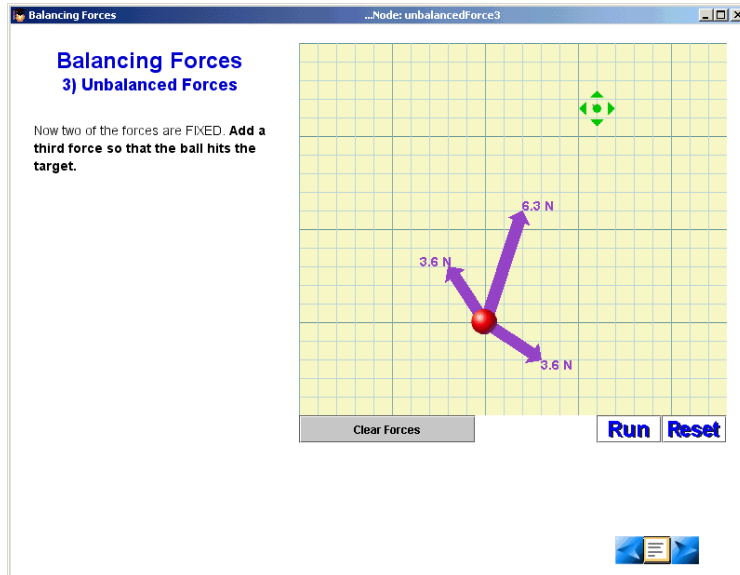 Balancing Forces ...Node: unbalancedForce3
Balancing Forces
3) Unbalanced Forces
Now two of the forces are FIXED. Add a
third force so that the ball hits the
target.
6.3 N
3.6 N
3.6 N
Clear Forces Run Reset